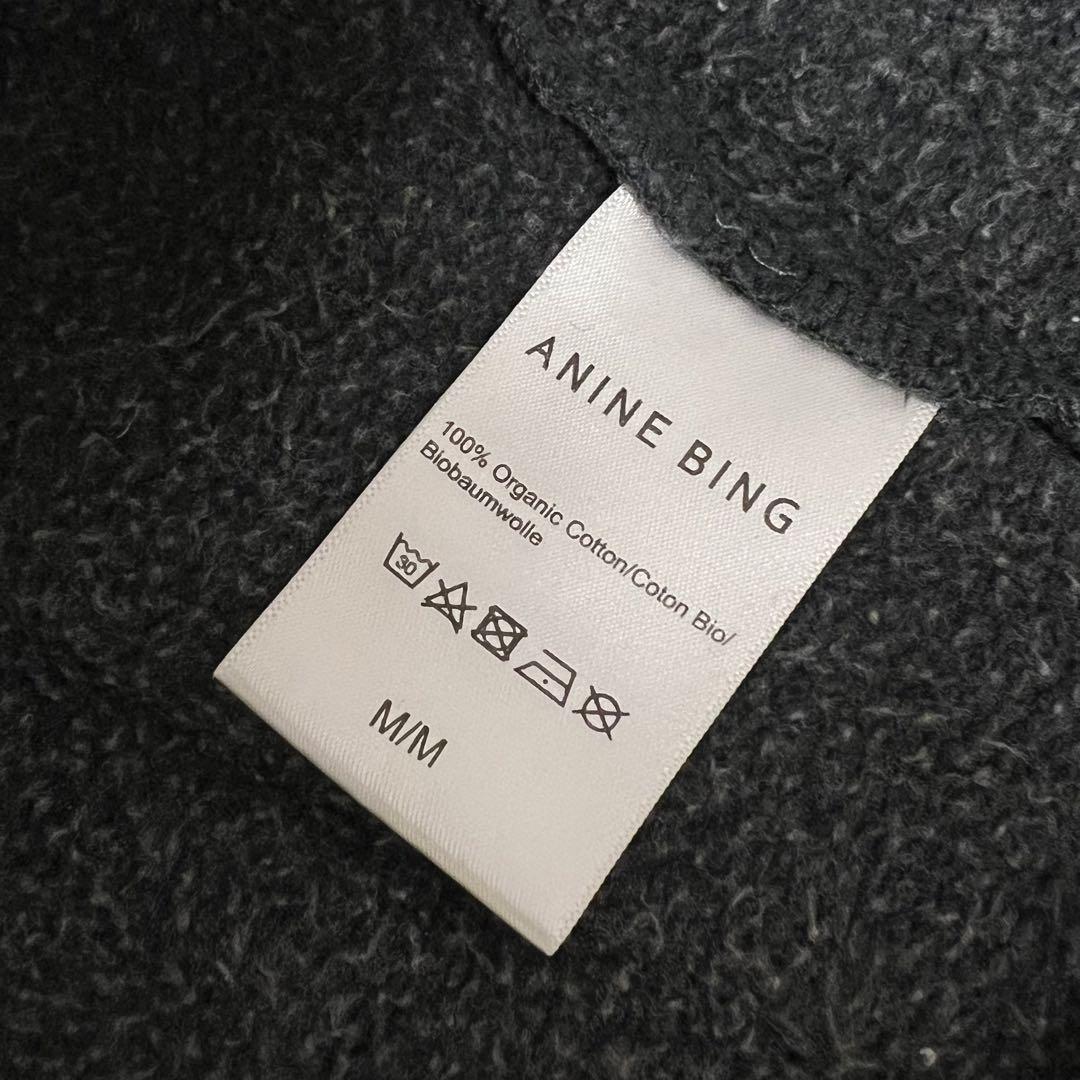 ANINE BING
100% Organic Cotton/Coton Bio/
Biobaumwolle
30
M/M